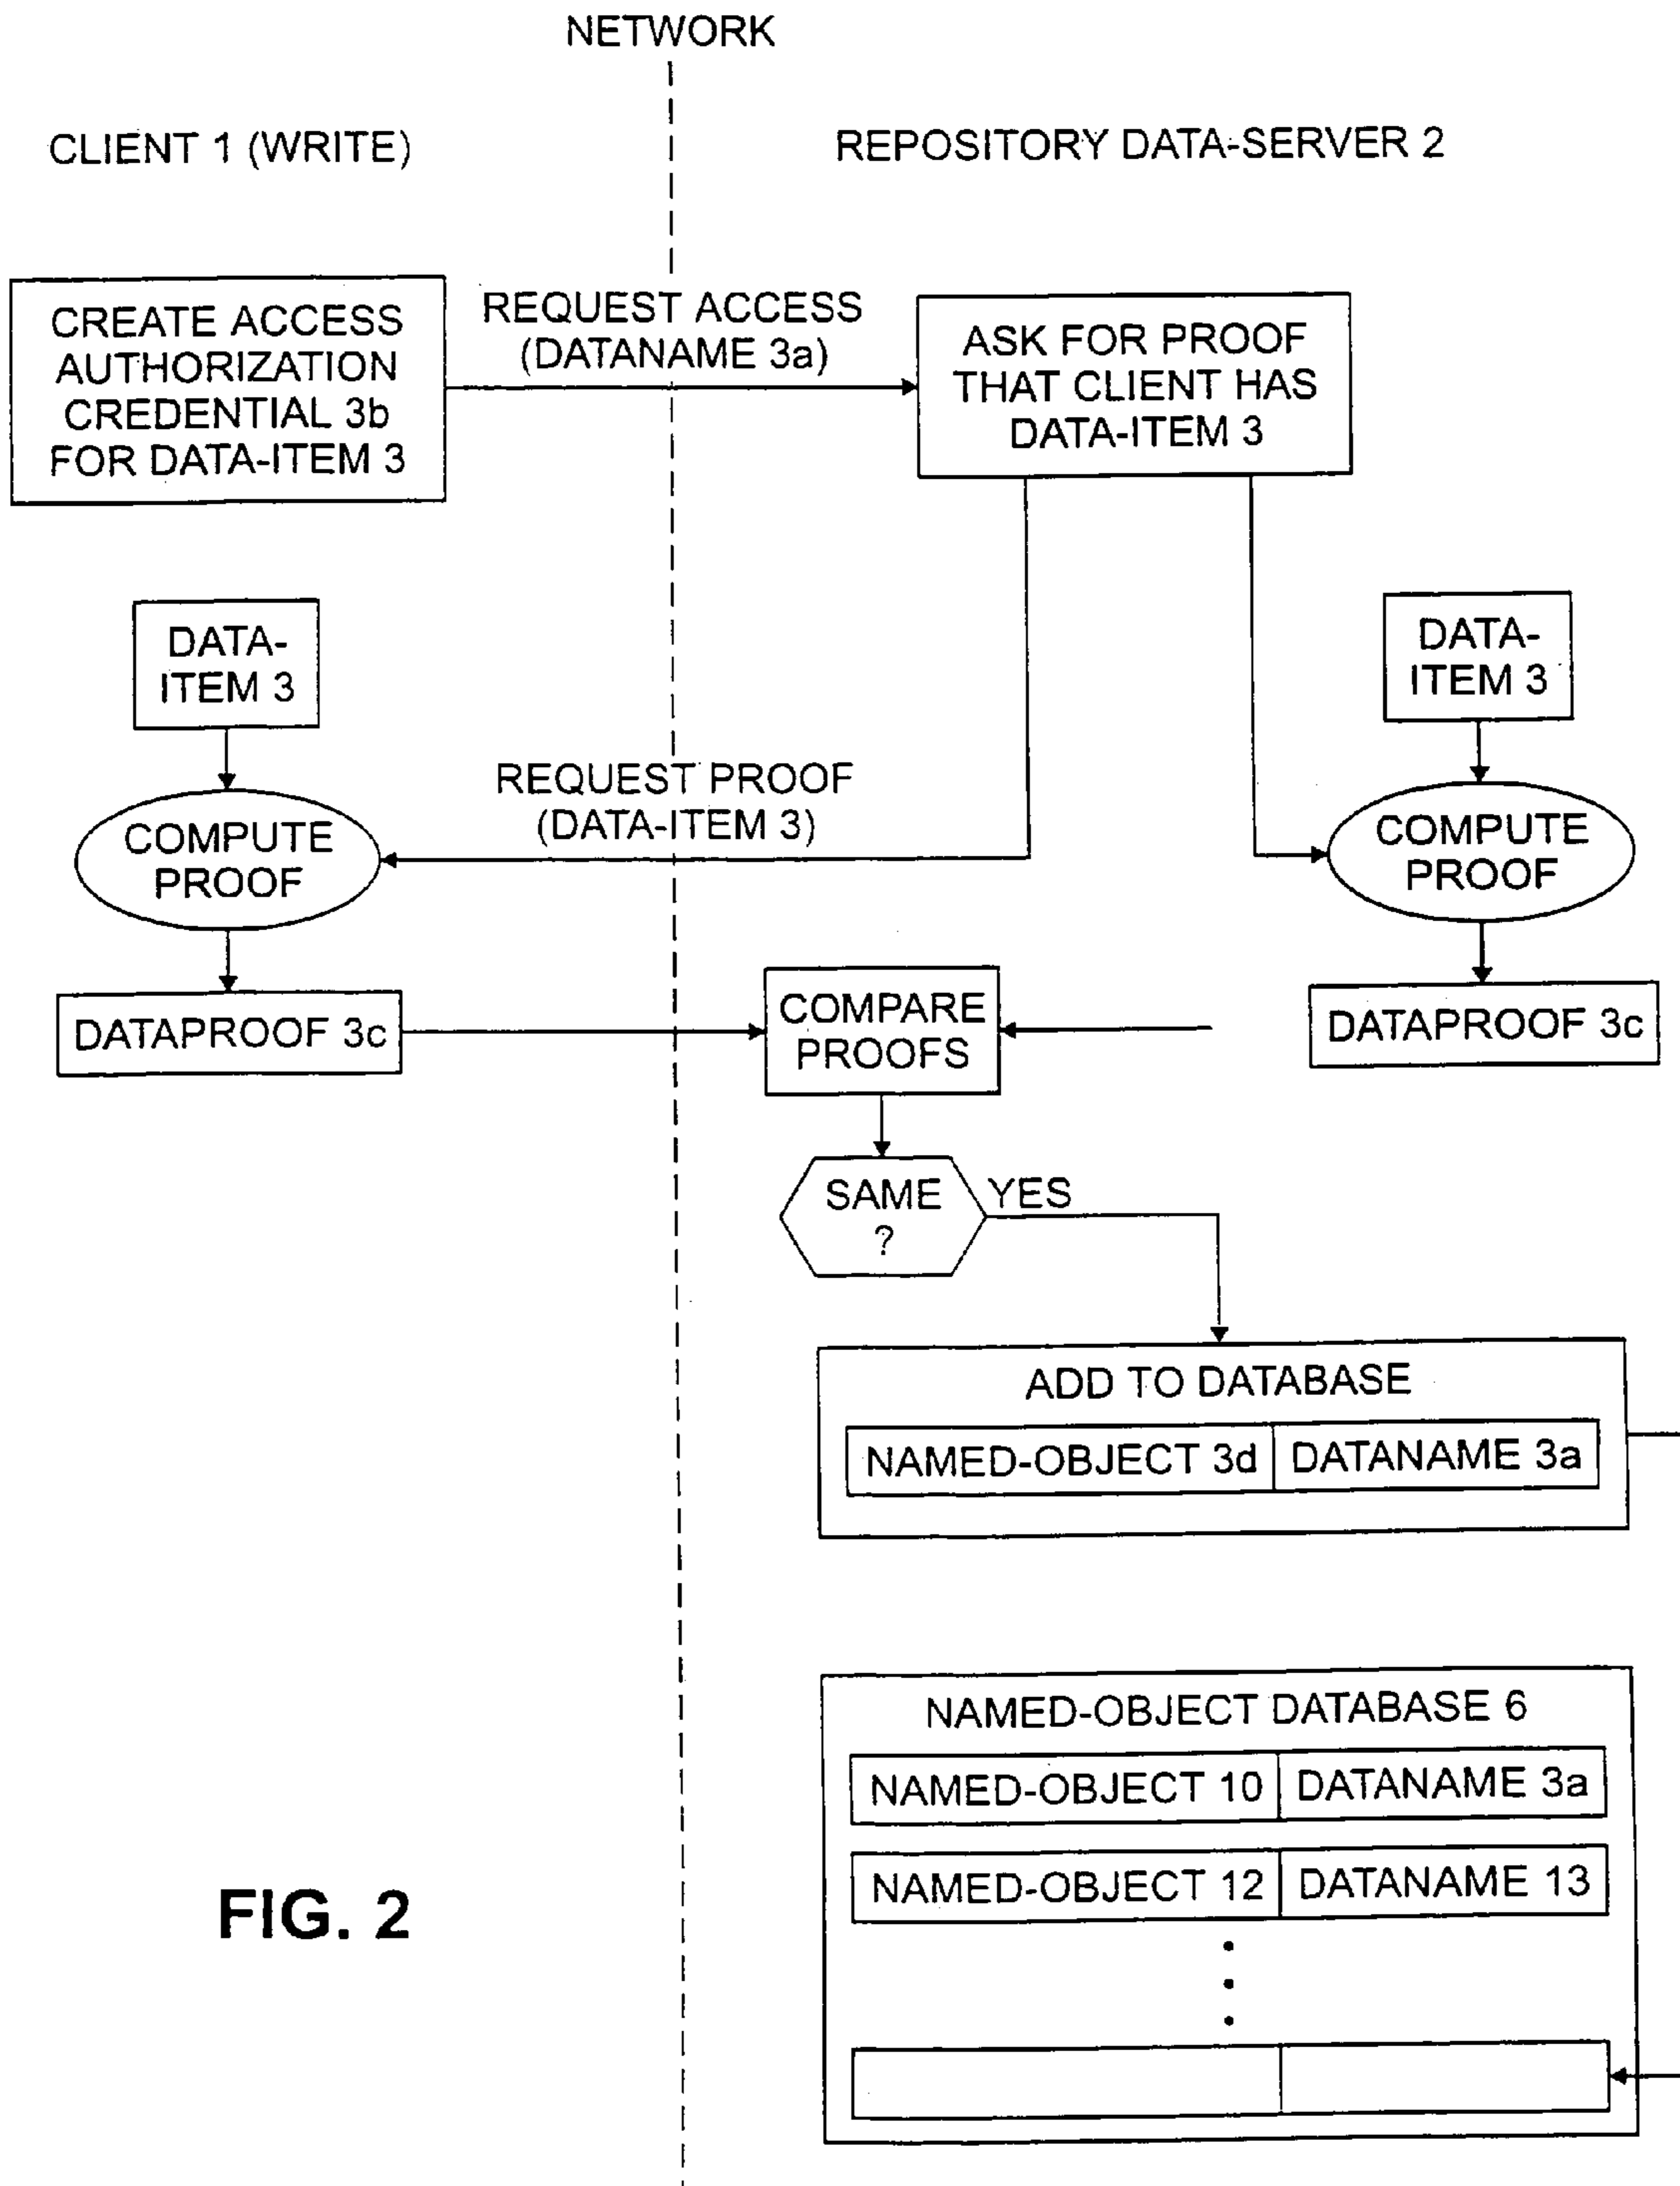 NETWORK
CLIENT 1 (WRITE)
REPOSITORY DATA-SERVER 2
CREATE ACCESS
AUTHORIZATION
CREDENTIAL 3b
FOR DATA-ITEM 3
REQUEST ACCESS
(DATANAME 3a)
ASK FOR PROOF
THAT CLIENT HAS
DATA-ITEM 3
DATA-
ITEM 3
DATA-
ITEM 3
REQUEST PROOF
(DATA-ITEM 3)
COMPUTE
PROOF
COMPUTE
PROOF
DATAPROOF 3c
COMPARE
PROOFS
DATAPROOF 3c
SAME
?
YES
ADD TO DATABASE
NAMED-OBJECT 3d
DATANAME 3a
NAMED-OBJECT DATABASE 6
NAMED-OBJECT 10
DATANAME 3a
NAMED-OBJECT 12
DATANAME 13
FIG. 2